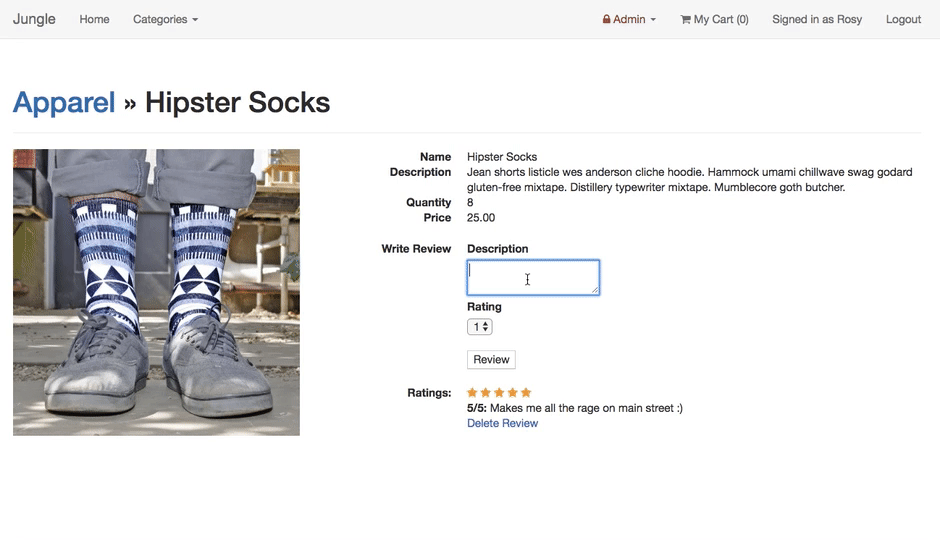 Jungle Home Categories Admin My Cart (0) Signed in as Rosy Logout
Apparel » Hipster Socks
Name Hipster Socks
Description Jean shorts listicle wes anderson cliche hoodie. Hammock umami chillwave swag godard
gluten-free mixtape. Distillery typewriter mixtape. Mumblecore goth butcher.
Quantity 8
Price 25.00
Write Review Description
Rating
1
Review
Ratings:
5/5: Makes me all the rage on main street :)
Delete Review